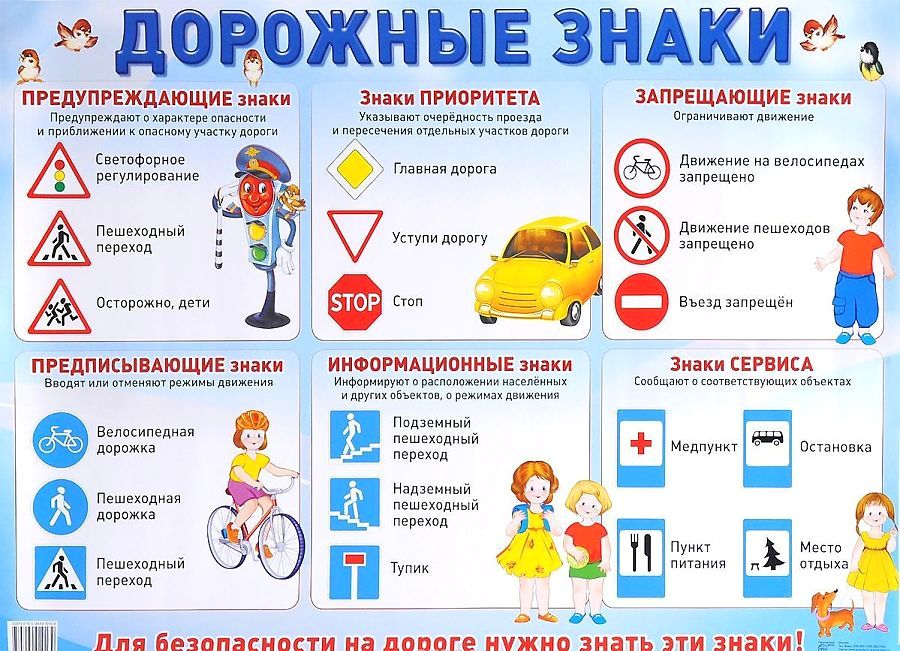 ДОРОЖНЫЕ ЗНАКИ
ПРЕДУПРЕЖДАЮЩИЕ знаки
Предупреждают о характере опасности
и приближении к опасному участку дороги
Светофорное
регулирование
Пешеходный
переход
Осторожно, дети
Знаки ПРИОРИТЕТА
Указывают очерёдность проезда
и пересечения отдельных участков дороги
Главная дорога
Уступи дорогу
STOP
Стоп
ЗАПРЕЩАЮЩИЕ знаки
Ограничивают движение
Движение на велосипедах
запрещено
Движение пешеходов
запрещено
Въезд запрещён
ПРЕДПИСЫВАЮЩИЕ знаки
Вводят или отменяют режимы движения
Велосипедная
дорожка
Пешеходная
дорожка
Пешеходный
переход
ИНФОРМАЦИОННЫЕ знаки
Информируют о расположении населённых
и других объектов, о режимах движения
Подземный
пешеходный
переход
Надземный
пешеходный
переход
Тупик
Знаки СЕРВИСА
Сообщают о соответствующих объектах
Медпункт
Остановка
Пункт
питания
Место
отдыха
Для безопасности на дороге нужно знать эти знаки!